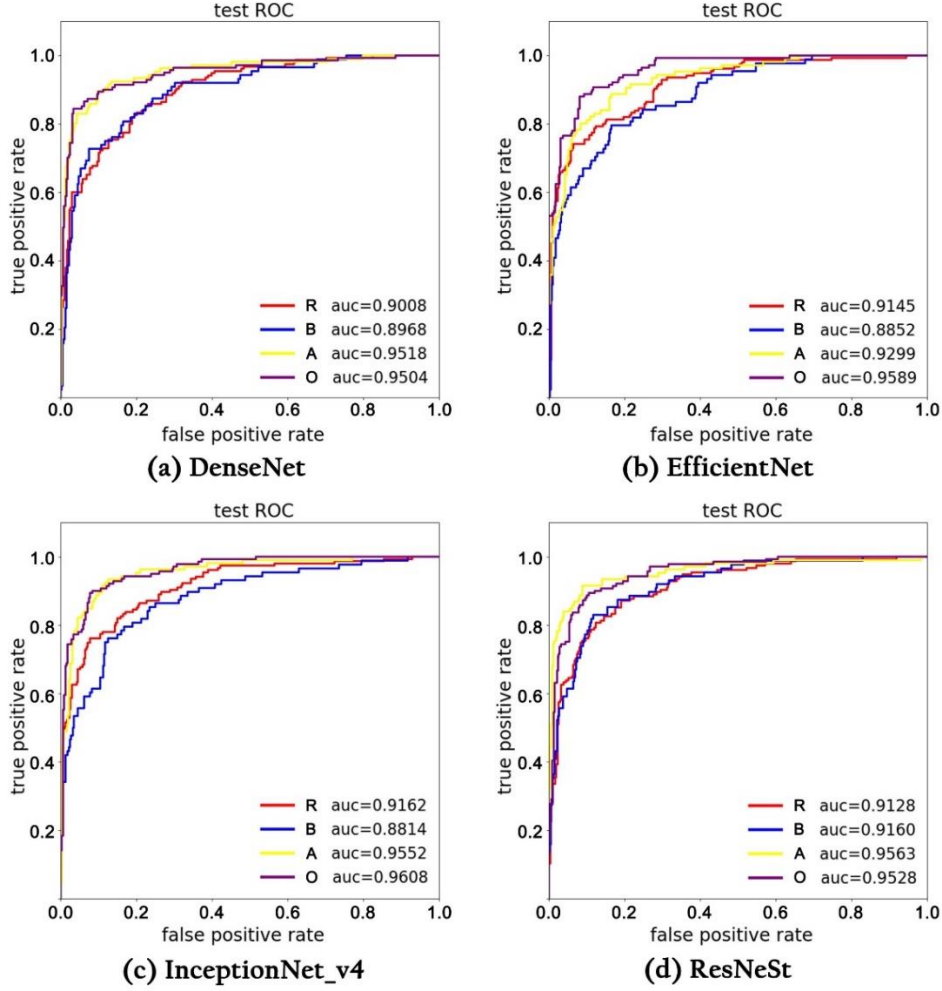 test ROC
true positive rate
1.0
0.8
0.6
0.4
0.2
R auc=0.9008
B auc=0.8968
A auc=0.9518
O auc=0.9504
0.0 0.2 0.4 0.6 0.8 1.0
false positive rate
(a) DenseNet
test ROC
true positive rate
1.0
0.8
0.6
0.4
0.2
R auc=0.9145
B auc=0.8852
A auc=0.9299
O auc=0.9589
0.0 0.2 0.4 0.6 0.8 1.0
false positive rate
(b) EfficientNet
test ROC
true positive rate
1.0
0.8
0.6
0.4
0.2
R auc=0.9162
B auc=0.8814
A auc=0.9552
O auc=0.9608
0.0 0.2 0.4 0.6 0.8 1.0
false positive rate
(c) InceptionNet_v4
test ROC
true positive rate
1.0
0.8
0.6
0.4
0.2
R auc=0.9128
B auc=0.9160
A auc=0.9563
O auc=0.9528
0.0 0.2 0.4 0.6 0.8 1.0
false positive rate
(d) ResNeSt